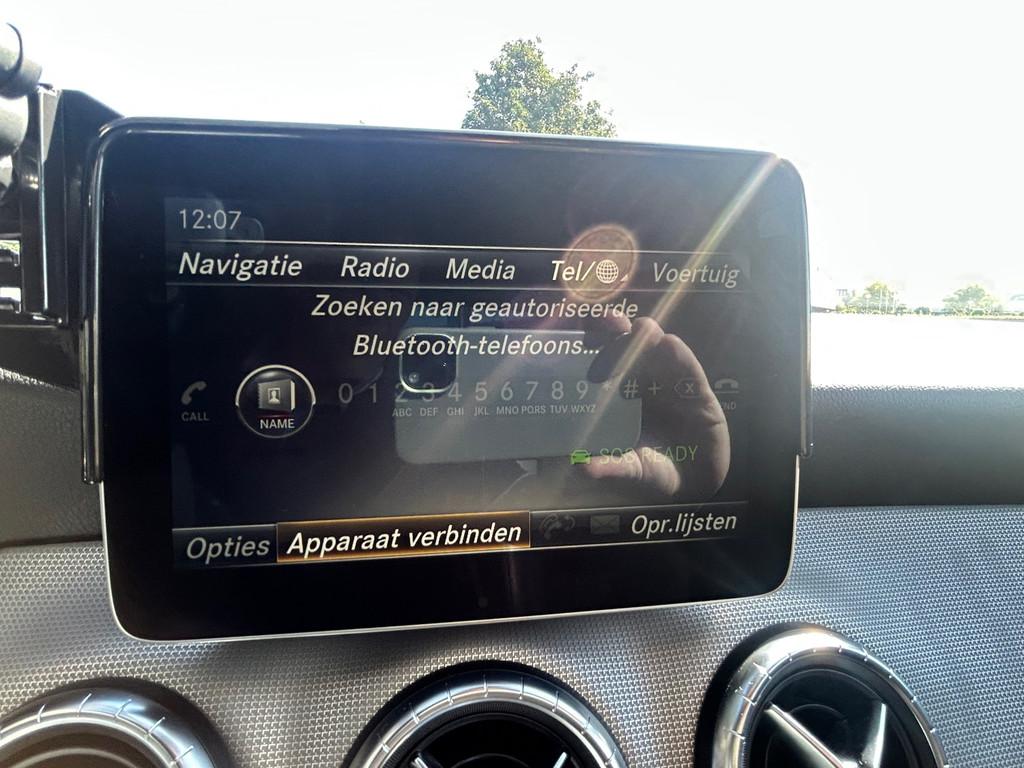 12:07
Navigatie Radio Media Tel/ Voertuig
Zoeken naar geautoriseerde
Bluetooth-telefoons...
0 1 2 3 4 5 6 7 8 9 * # +
CALL NAME ABC DEF GHI JKL MNO PQRS TUV WXYZ
SOS READY
Opties Apparaat verbinden Opr.lijsten